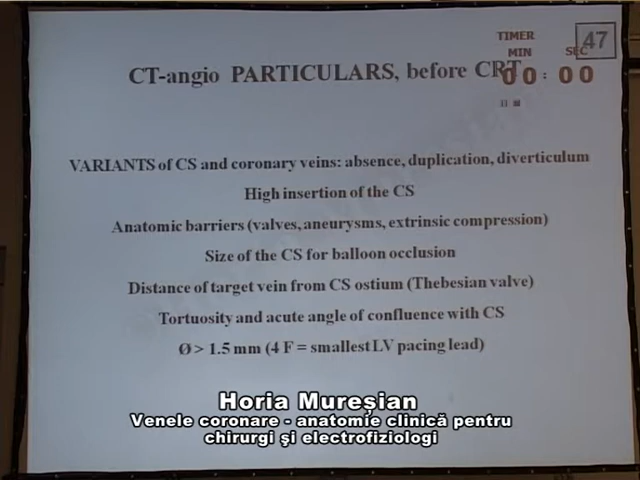 TIMER
47
MIN
SEC
00:00
CT-angio PARTICULARS, before CRT
VARIANTS of CS and coronary veins: absence, duplication, diverticulum
High insertion of the CS
Anatomic barriers (valves, aneurysms, extrinsic compression)
Size of the CS for balloon occlusion
Distance of target vein from CS ostium (Thebesian valve)
Tortuosity and acute angle of confluence with CS
Ø > 1.5 mm (4 F = smallest LV pacing lead)
Horia Mureşian
Venele coronare - anatomie clinică pentru
chirurgi şi electrofiziologi